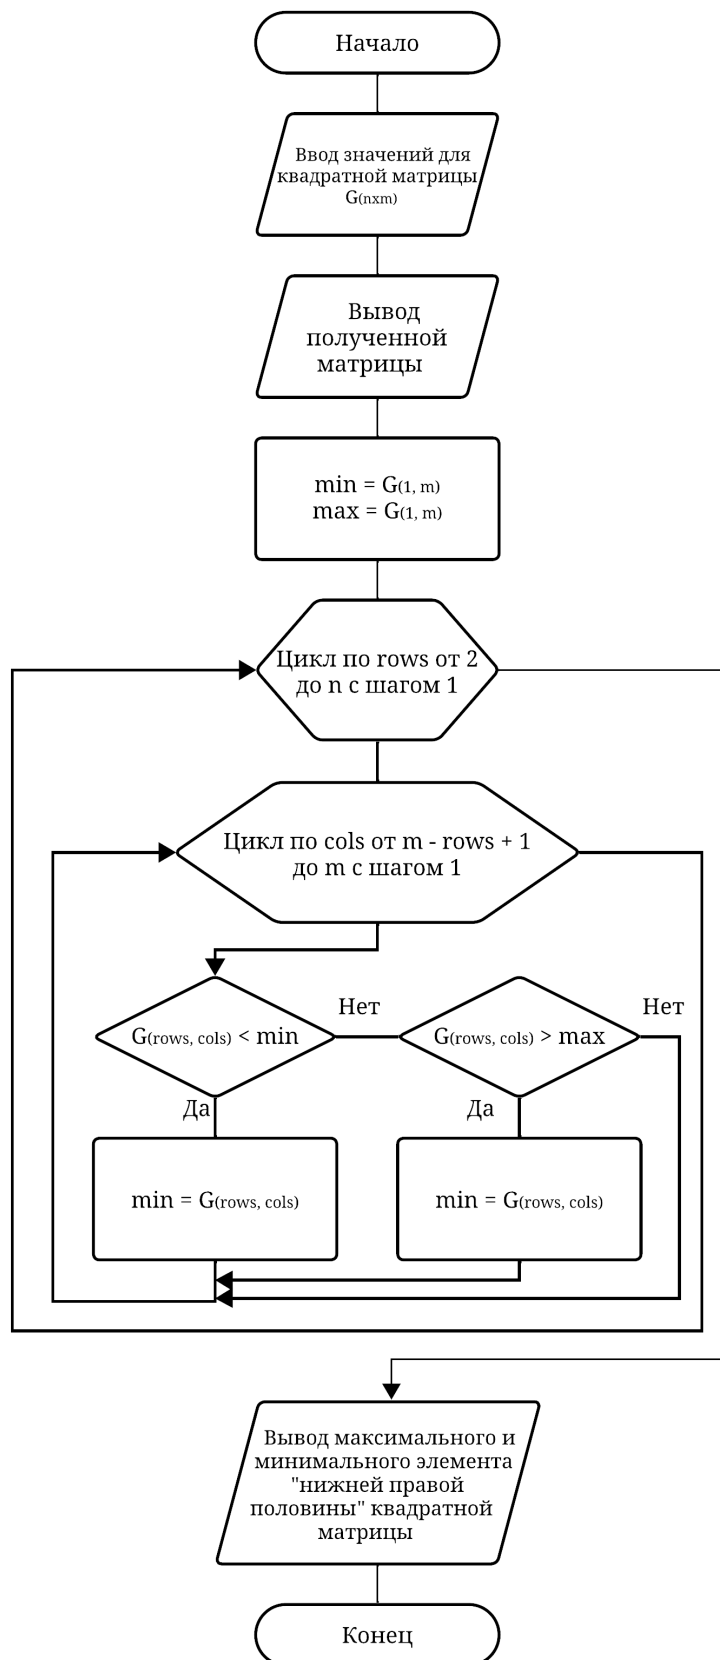 Начало
Ввод значений для
квадратной матрицы
G(nxm)
Вывод
полученной
матрицы
min = G(1, m)
max = G(1, m)
Цикл по rows от 2
до n с шагом 1
Цикл по cols от m - rows + 1
до m с шагом 1
G(rows, cols) < min
Нет
G(rows, cols) > max
Нет
Да
Да
min = G(rows, cols)
min = G(rows, cols)
Вывод максимального и
минимального элемента
"нижней правой
половины" квадратной
матрицы
Конец